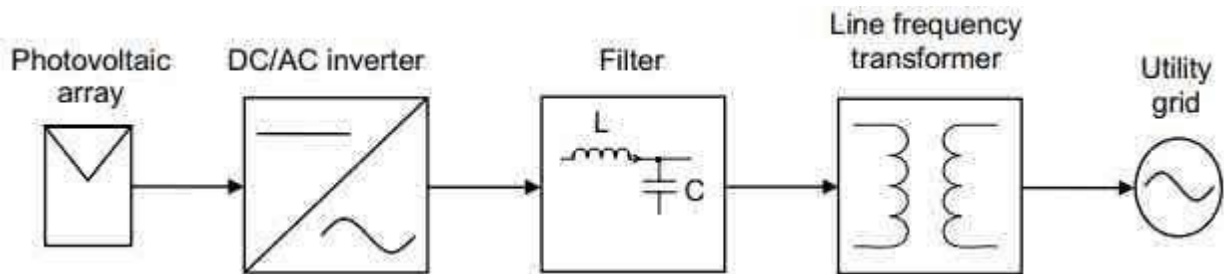 Photovoltaic
array
DC/AC inverter
Filter
Line frequency
transformer
Utility
grid
L
C